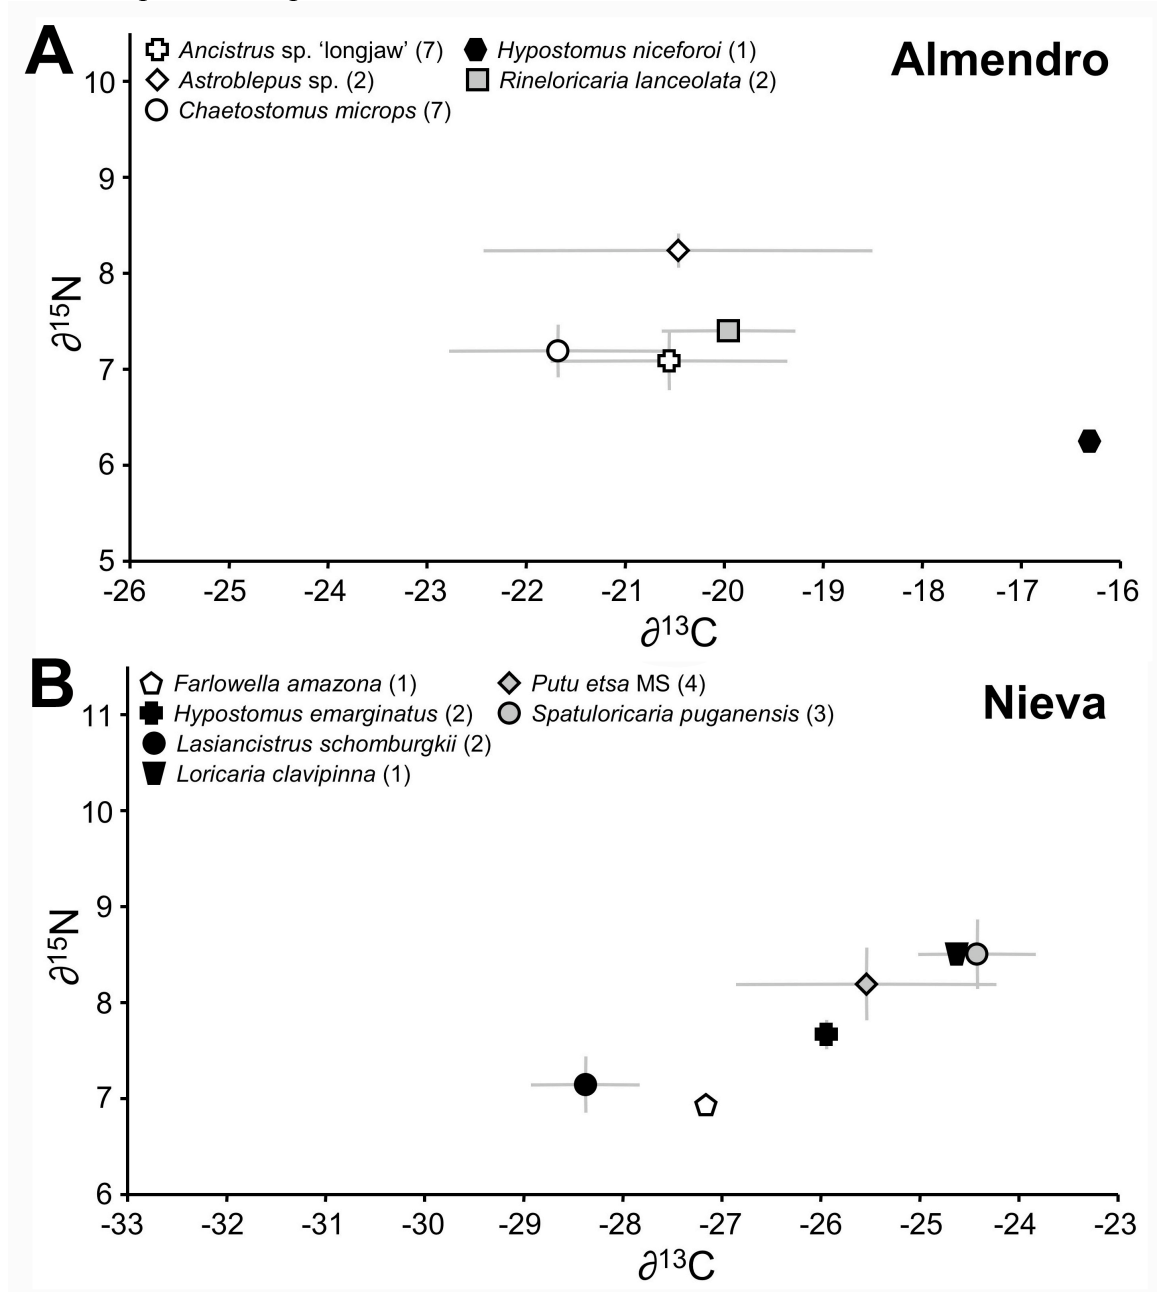 A
Almendro
Ancistrus sp. ‘longjaw’ (7)
Hypostomus niceforoi (1)
Astroblepus sp. (2)
Rineloricaria lanceolata (2)
Chaetostomus microps (7)
10
9
8
7
6
5
∂15N
-26 -25 -24 -23 -22 -21 -20 -19 -18 -17 -16
∂13C
B
Nieva
Farlowella amazona (1)
Putu etsa MS (4)
Hypostomus emarginatus (2)
Spatuloricaria puganensis (3)
Lasiancistrus schomburgkii (2)
Loricaria clavipinna (1)
11
10
9
8
7
6
∂15N
-33 -32 -31 -30 -29 -28 -27 -26 -25 -24 -23
∂13C